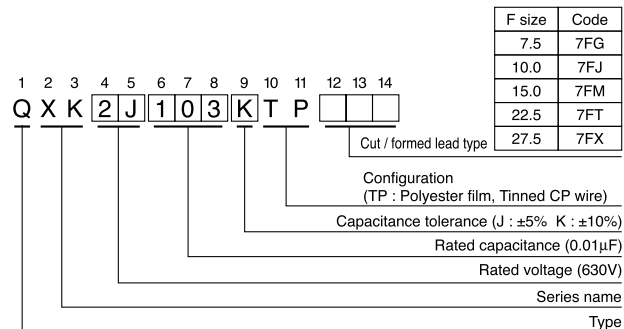 F size Code
7.5 7FG
10.0 7FJ
15.0 7FM
22.5 7FT
27.5 7FX
1 2 3 4 5 6 7 8 9 10 11 12 13 14
Q X K 2 J 1 0 3 K T P
Cut / formed lead type
Configuration
(TP : Polyester film, Tinned CP wire)
Capacitance tolerance (J : ±5% K : ±10%)
Rated capacitance (0.01μF)
Rated voltage (630V)
Series name
Type